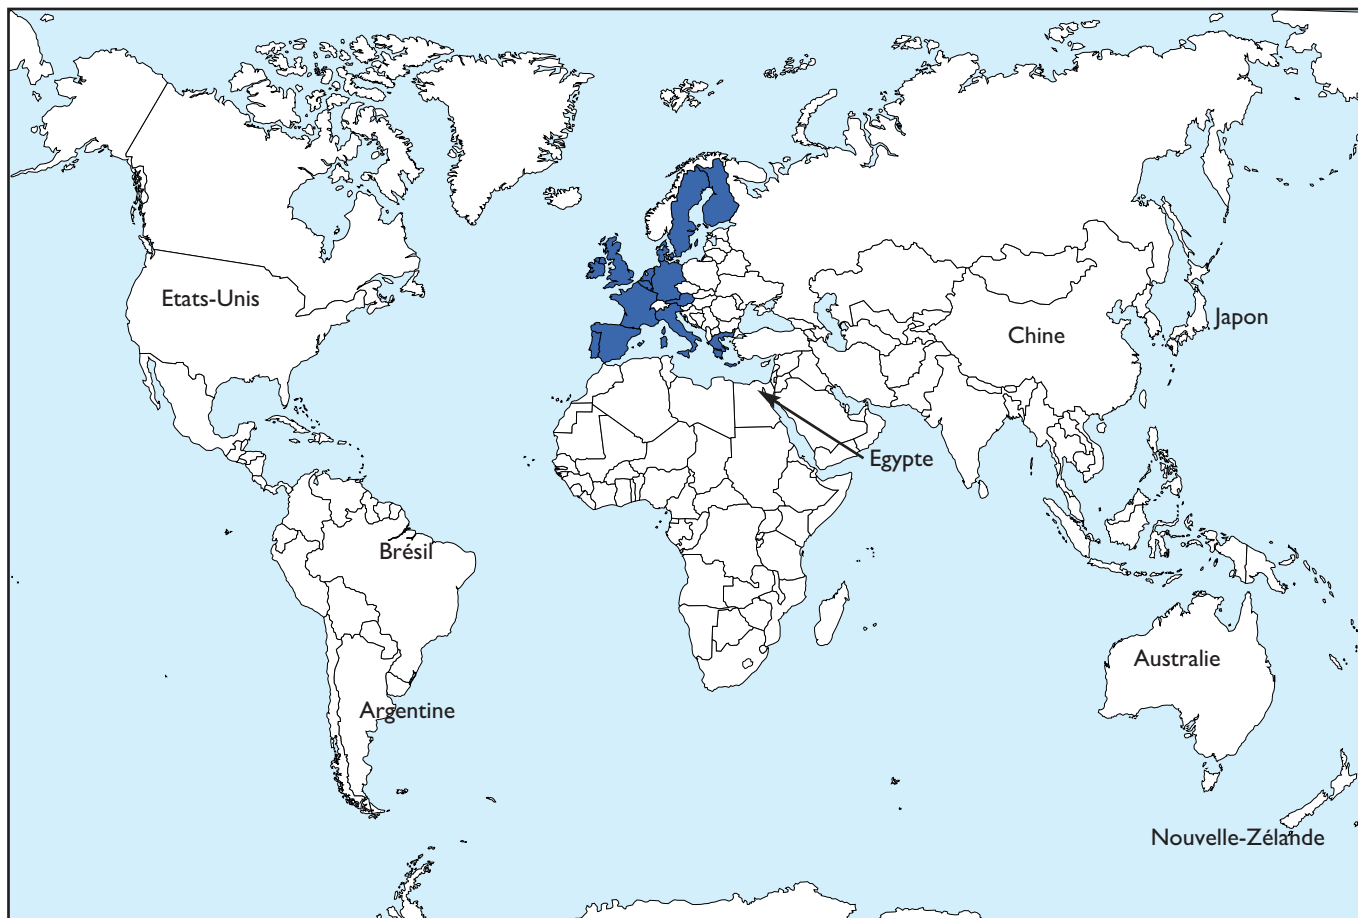 Etats-Unis
Japon
Chine
Egypte
Brésil
Australie
Argentine
Nouvelle-Zélande